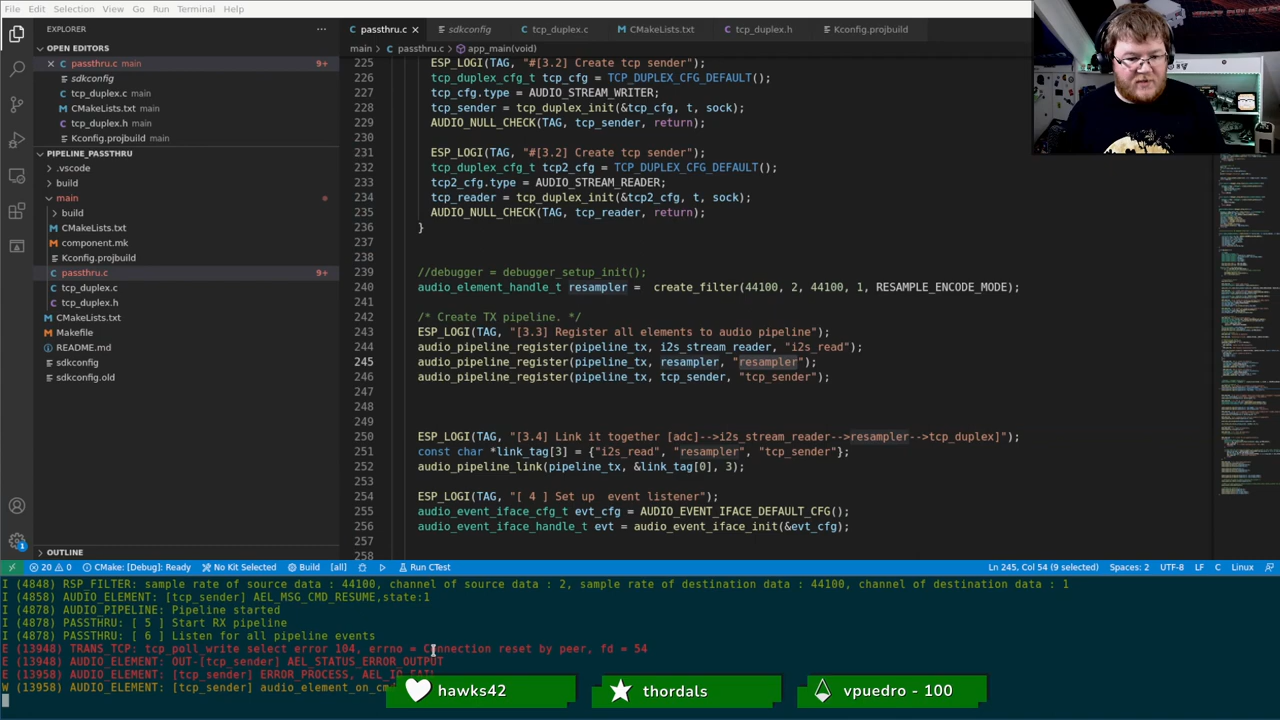 File Edit Selection View Go Run Terminal Help
EXPLORER
OPEN EDITORS
passthru.c main 9+
sdkconfig
tcp_duplex.c main
CMakeLists.txt main
tcp_duplex.h main
Kconfig.projbuild main
PIPELINE_PASSTHRU
.vscode
build
main
build
CMakeLists.txt
component.mk
Kconfig.projbuild
passthru.c 9+
tcp_duplex.c
tcp_duplex.h
CMakeLists.txt
Makefile
README.md
sdkconfig
sdkconfig.old
OUTLINE
passthru.c sdkconfig tcp_duplex.c CMakeLists.txt tcp_duplex.h Kconfig.projbuild
main > passthru.c > app_main(void)
225 ESP_LOGI(TAG, "#[3.2] Create tcp sender");
226 tcp_duplex_cfg_t tcp_cfg = TCP_DUPLEX_CFG_DEFAULT();
227 tcp_cfg.type = AUDIO_STREAM_WRITER;
228 tcp_sender = tcp_duplex_init(&tcp_cfg, t, sock);
229 AUDIO_NULL_CHECK(TAG, tcp_sender, return);
230
231 ESP_LOGI(TAG, "#[3.2] Create tcp sender");
232 tcp_duplex_cfg_t tcp2_cfg = TCP_DUPLEX_CFG_DEFAULT();
233 tcp2_cfg.type = AUDIO_STREAM_READER;
234 tcp_reader = tcp_duplex_init(&tcp2_cfg, t, sock);
235 AUDIO_NULL_CHECK(TAG, tcp_reader, return);
236 }
237
238
239 //debugger = debugger_setup_init();
240 audio_element_handle_t resampler = create_filter(44100, 2, 44100, 1, RESAMPLE_ENCODE_MODE);
241
242 /* Create TX pipeline. */
243 ESP_LOGI(TAG, "[3.3] Register all elements to audio pipeline");
244 audio_pipeline_register(pipeline_tx, i2s_stream_reader, "i2s_read");
245 audio_pipeline_register(pipeline_tx, resampler, "resampler");
246 audio_pipeline_register(pipeline_tx, tcp_sender, "tcp_sender");
247
248
249
250 ESP_LOGI(TAG, "[3.4] Link it together [adc]-->i2s_stream_reader-->resampler-->tcp_duplex]");
251 const char *link_tag[3] = {"i2s_read", "resampler", "tcp_sender"};
252 audio_pipeline_link(pipeline_tx, &link_tag[0], 3);
253
254 ESP_LOGI(TAG, "[ 4 ] Set up event listener");
255 audio_event_iface_cfg_t evt_cfg = AUDIO_EVENT_IFACE_DEFAULT_CFG();
256 audio_event_iface_handle_t evt = audio_event_iface_init(&evt_cfg);
257
258
20 0 CMake: [Debug]: Ready No Kit Selected Build [all] Run CTest Ln 245, Col 54 (9 selected) Spaces: 2 UTF-8 LF C Linux
I (4848) RSP_FILTER: sample rate of source data : 44100, channel of source data : 2, sample rate of destination data : 44100, channel of destination data : 1
I (4858) AUDIO_ELEMENT: [tcp_sender] AEL_MSG_CMD_RESUME,state:1
I (4878) AUDIO_PIPELINE: Pipeline started
I (4878) PASSTHRU: [ 5 ] Start RX pipeline
I (4878) PASSTHRU: [ 6 ] Listen for all pipeline events
E (13948) TRANS_TCP: tcp_poll_write select error 104, errno = Connection reset by peer, fd = 54
E (13948) AUDIO_ELEMENT: OUT-[tcp_sender] AEL_STATUS_ERROR_OUTPUT
E (13958) AUDIO_ELEMENT: [tcp_sender] ERROR_PROCESS, AEL_IO_FAIL
W (13958) AUDIO_ELEMENT: [tcp_sender] audio_element_on_cm
hawks42 thordals vpuedro - 100